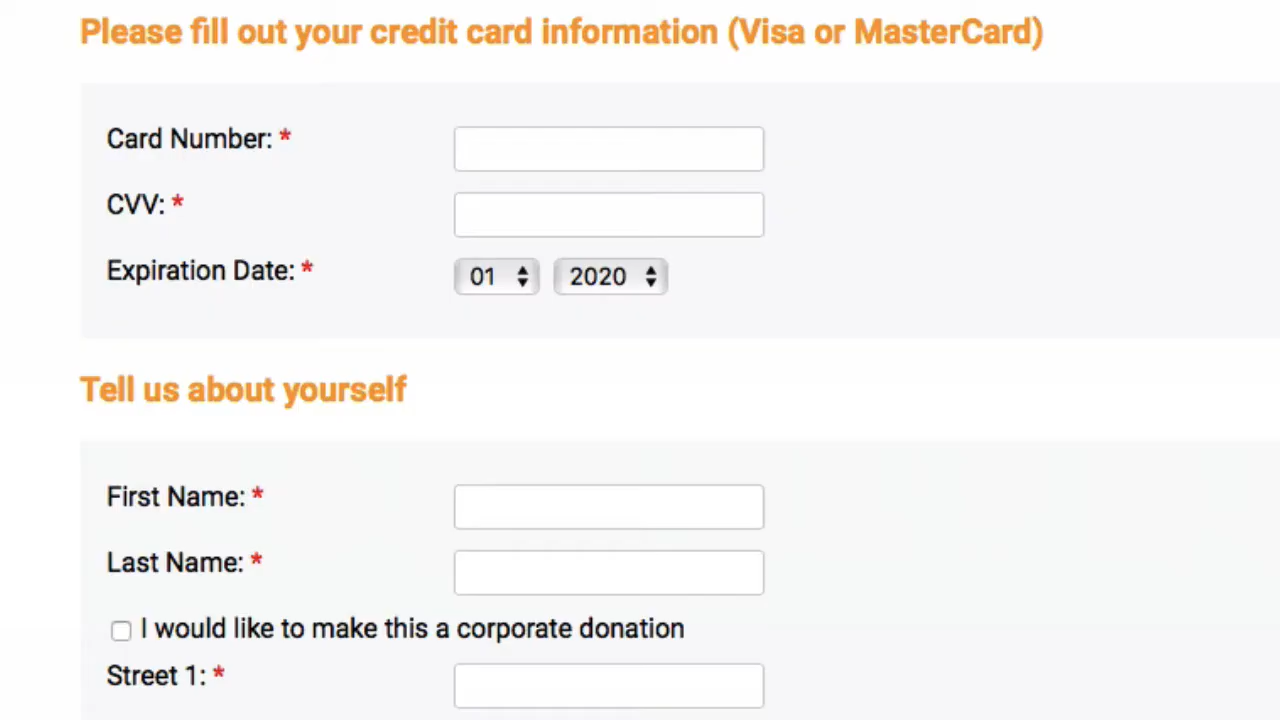 Please fill out your credit card information (Visa or MasterCard)
Card Number: *
CVV: *
Expiration Date: * 01 2020
Tell us about yourself
First Name: *
Last Name: *
I would like to make this a corporate donation
Street 1: *